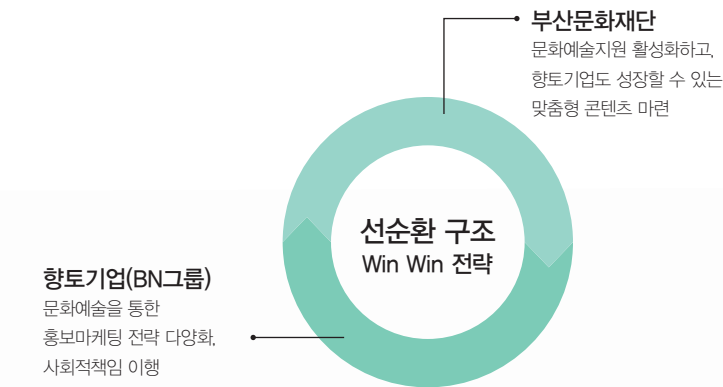 부산문화재단
문화예술지원 활성화하고,
향토기업도 성장할 수 있는
맞춤형 콘텐츠 마련
선순환 구조
Win Win 전략
향토기업(BN그룹)
문화예술을 통한
홍보마케팅 전략 다양화,
사회적책임 이행